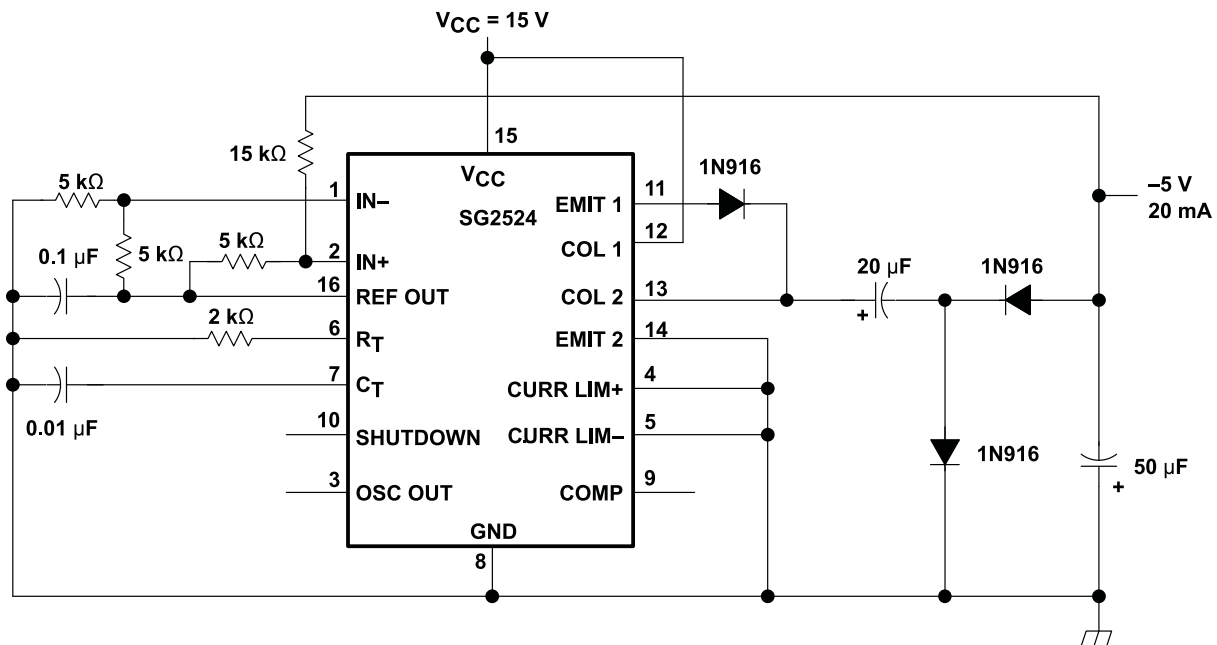 VCC = 15 V
15
15 kΩ
VCC
SG2524
1N916
5 kΩ
1
IN–
EMIT 1
11
–5 V
20 mA
0.1 µF
5 kΩ
5 kΩ
2
IN+
COL 1
12
16
REF OUT
COL 2
13
20 µF
+
1N916
2 kΩ
6
RT
EMIT 2
14
7
CT
CURR LIM+
4
0.01 µF
10
SHUTDOWN
CURR LIM–
5
1N916
50 µF
+
3
OSC OUT
COMP
9
GND
8